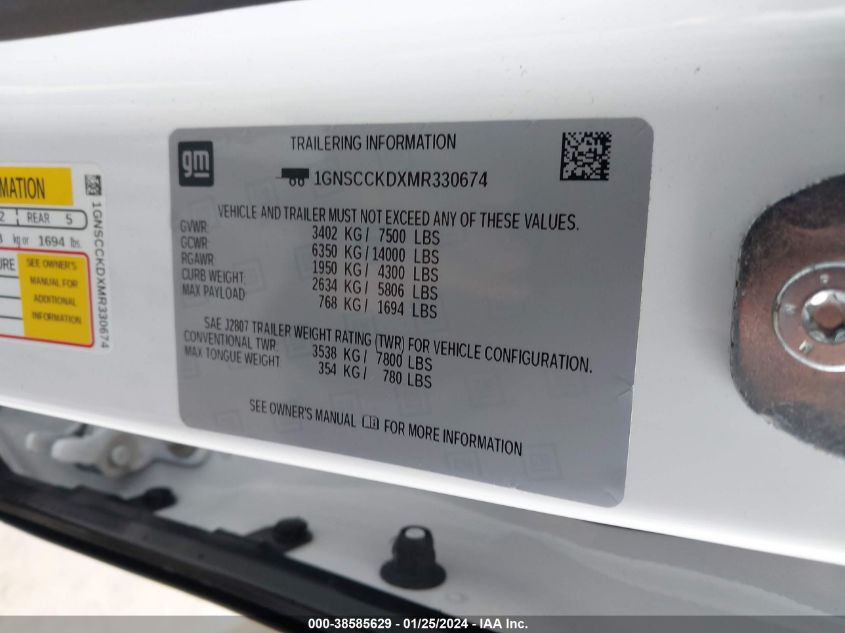 gm
TRAILERING INFORMATION
1GNSCCKDXMR330674
VEHICLE AND TRAILER MUST NOT EXCEED ANY OF THESE VALUES.
GVWR: 3402 KG / 7500 LBS
GCWR: 6350 KG / 14000 LBS
RGAWR 1950 KG / 4300 LBS
CURB WEIGHT: 2634 KG / 5806 LBS
MAX PAYLOAD 768 KG / 1694 LBS
SAE J2807 TRAILER WEIGHT RATING (TWR) FOR VEHICLE CONFIGURATION.
CONVENTIONAL TWR: 3538 KG / 7800 LBS
MAX TONGUE WEIGHT 354 KG / 780 LBS
SEE OWNER'S MANUAL FOR MORE INFORMATION
2 REAR 5
kg or 1694 lbs.
SEE OWNER'S
MANUAL FOR
ADDITIONAL
INFORMATION
1GNSCCKDXMR330674
000-38585629 - 01/25/2024 - IAA Inc.